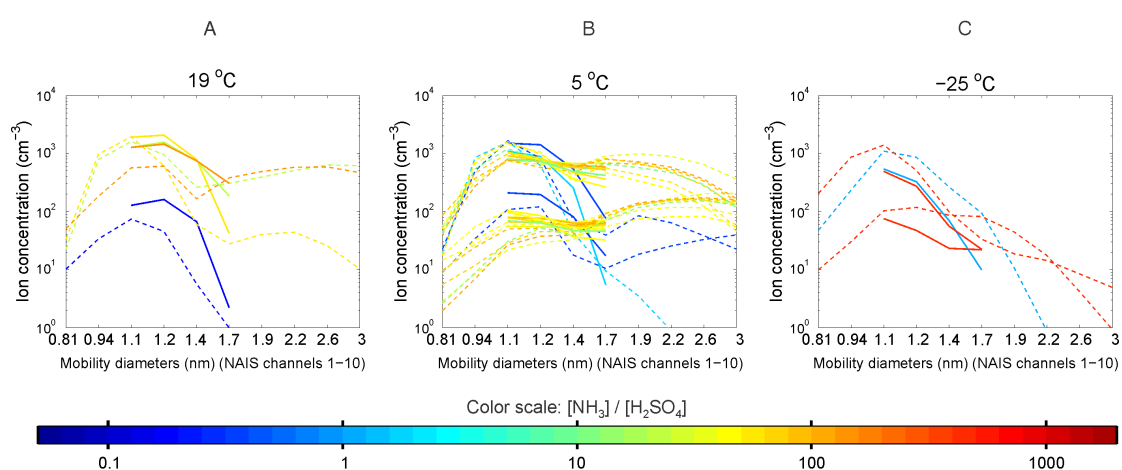 A B C
19 °C 5 °C −25 °C
Ion concentration (cm⁻³) Ion concentration (cm⁻³) Ion concentration (cm⁻³)
10⁴ 10⁴ 10⁴
10³ 10³ 10³
10² 10² 10²
10¹ 10¹ 10¹
10⁰ 10⁰ 10⁰
0.81 0.94 1.1 1.2 1.4 1.7 1.9 2.2 2.6 3 0.81 0.94 1.1 1.2 1.4 1.7 1.9 2.2 2.6 3 0.81 0.94 1.1 1.2 1.4 1.7 1.9 2.2 2.6 3
Mobility diameters (nm) (NAIS channels 1−10) Mobility diameters (nm) (NAIS channels 1−10) Mobility diameters (nm) (NAIS channels 1−10)
Color scale: [NH₃] / [H₂SO₄]
0.1 1 10 100 1000